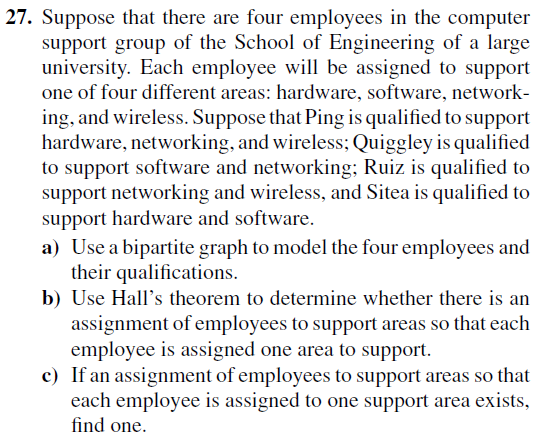 27. Suppose that there are four employees in the computer
support group of the School of Engineering of a large
university. Each employee will be assigned to support
one of four different areas: hardware, software, network-
ing, and wireless. Suppose that Ping is qualified to support
hardware, networking, and wireless; Quiggley is qualified
to support software and networking; Ruiz is qualified to
support networking and wireless, and Sitea is qualified to
support hardware and software.
a) Use a bipartite graph to model the four employees and
their qualifications.
b) Use Hall's theorem to determine whether there is an
assignment of employees to support areas so that each
employee is assigned one area to support.
c) If an assignment of employees to support areas so that
each employee is assigned to one support area exists,
find one.